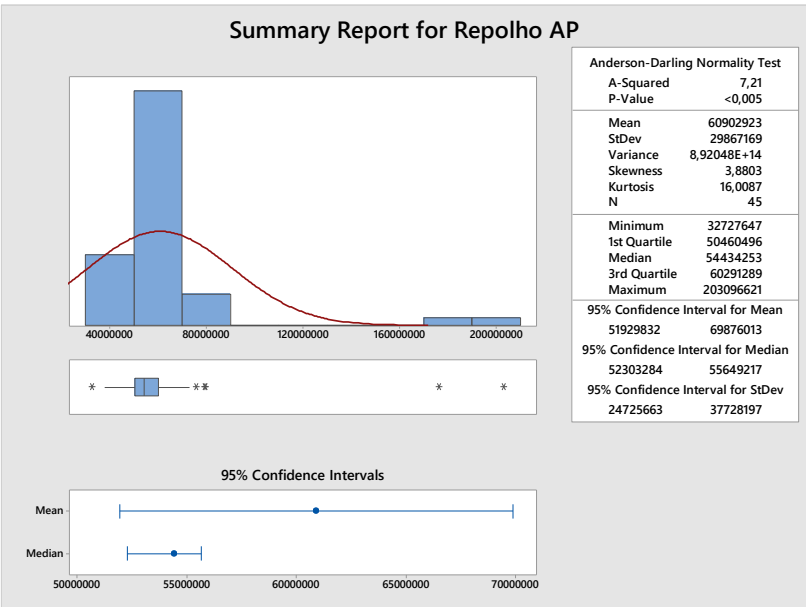 Summary Report for Repolho AP
Anderson-Darling Normality Test
A-Squared 7,21
P-Value <0,005
Mean 60902923
StDev 29867169
Variance 8,92048E+14
Skewness 3,8803
Kurtosis 16,0087
N 45
Minimum 32727647
1st Quartile 50460496
Median 54434253
3rd Quartile 60291289
Maximum 203096621
95% Confidence Interval for Mean
51929832 69876013
95% Confidence Interval for Median
52303284 55649217
95% Confidence Interval for StDev
24725663 37728197
40000000 80000000 120000000 160000000 200000000
95% Confidence Intervals
Mean
Median
50000000 55000000 60000000 65000000 70000000